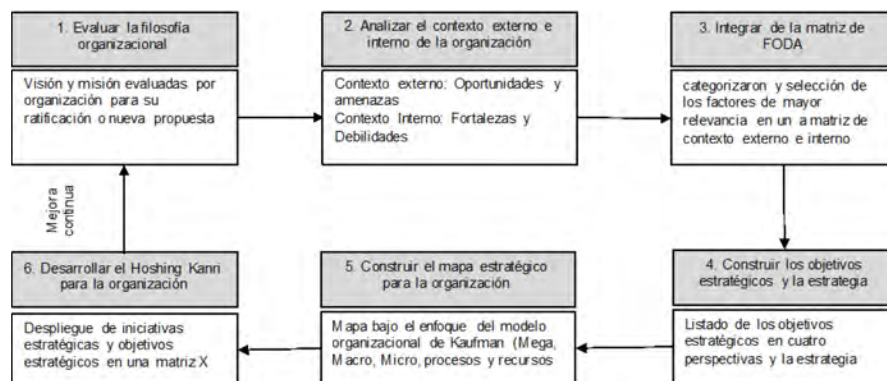 1. Evaluar la filosofía
organizacional
Visión y misión evaluadas por
organización para su
ratificación o nueva propuesta
2. Analizar el contexto externo e
interno de la organización
Contexto externo: Oportunidades y
amenazas
Contexto Interno: Fortalezas y
Debilidades
3. Integrar de la matriz de
FODA
categorizaron y selección de
los factores de mayor
relevancia en un a matriz de
contexto externo e interno
Mejora
continua
6. Desarrollar el Hoshing Kanri
para la organización
Despliegue de iniciativas
estratégicas y objetivos
estratégicos en una matriz X
5. Construir el mapa estratégico
para la organización
Mapa bajo el enfoque del modelo
organizacional de Kaufman (Mega,
Macro, Micro, procesos y recursos
4. Construir los objetivos
estratégicos y la estrategia
Listado de los objetivos
estratégicos en cuatro
perspectivas y la estrategia